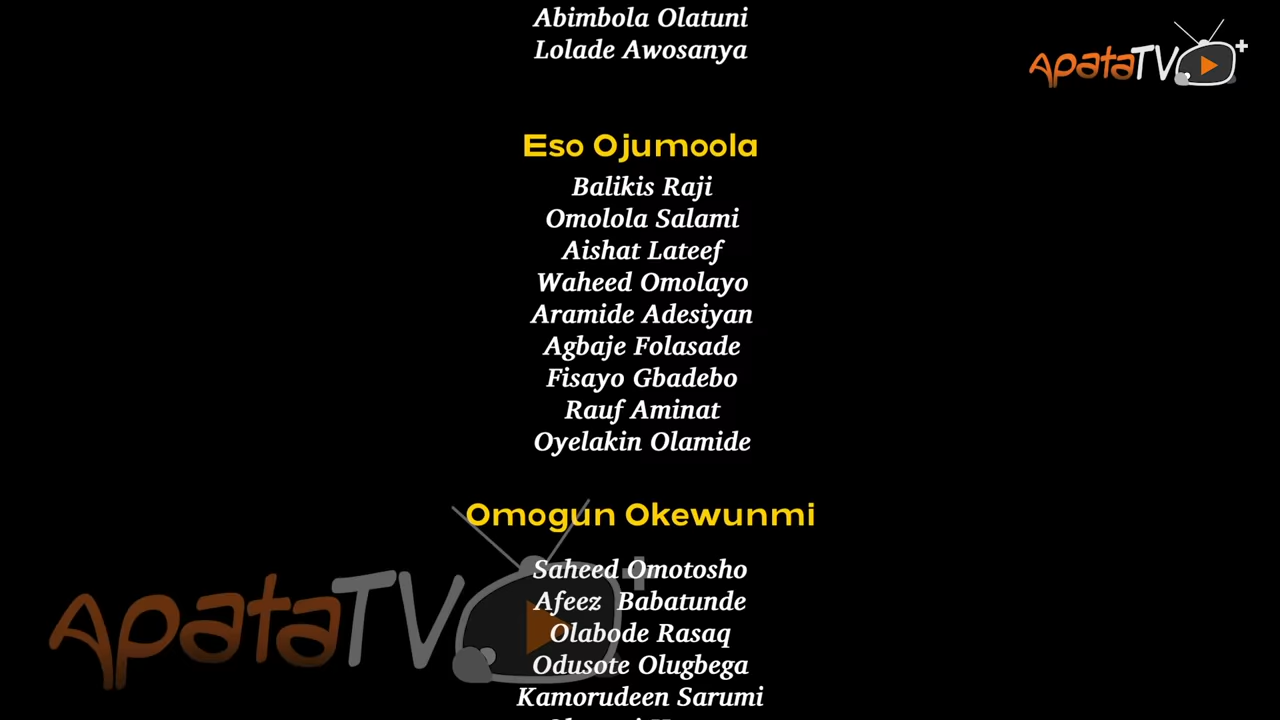 Abimbola Olatuni
Lolade Awosanya
ApataTV+
Eso Ojumoola
Balikis Raji
Omolola Salami
Aishat Lateef
Waheed Omolayo
Aramide Adesiyan
Agbaje Folasade
Fisayo Gbadebo
Rauf Aminat
Oyelakin Olamide
Omogun Okewunmi
Saheed Omotosho
Afeez Babatunde
Olabode Rasaq
Odusote Olugbega
Kamorudeen Sarumi
ApataTV+